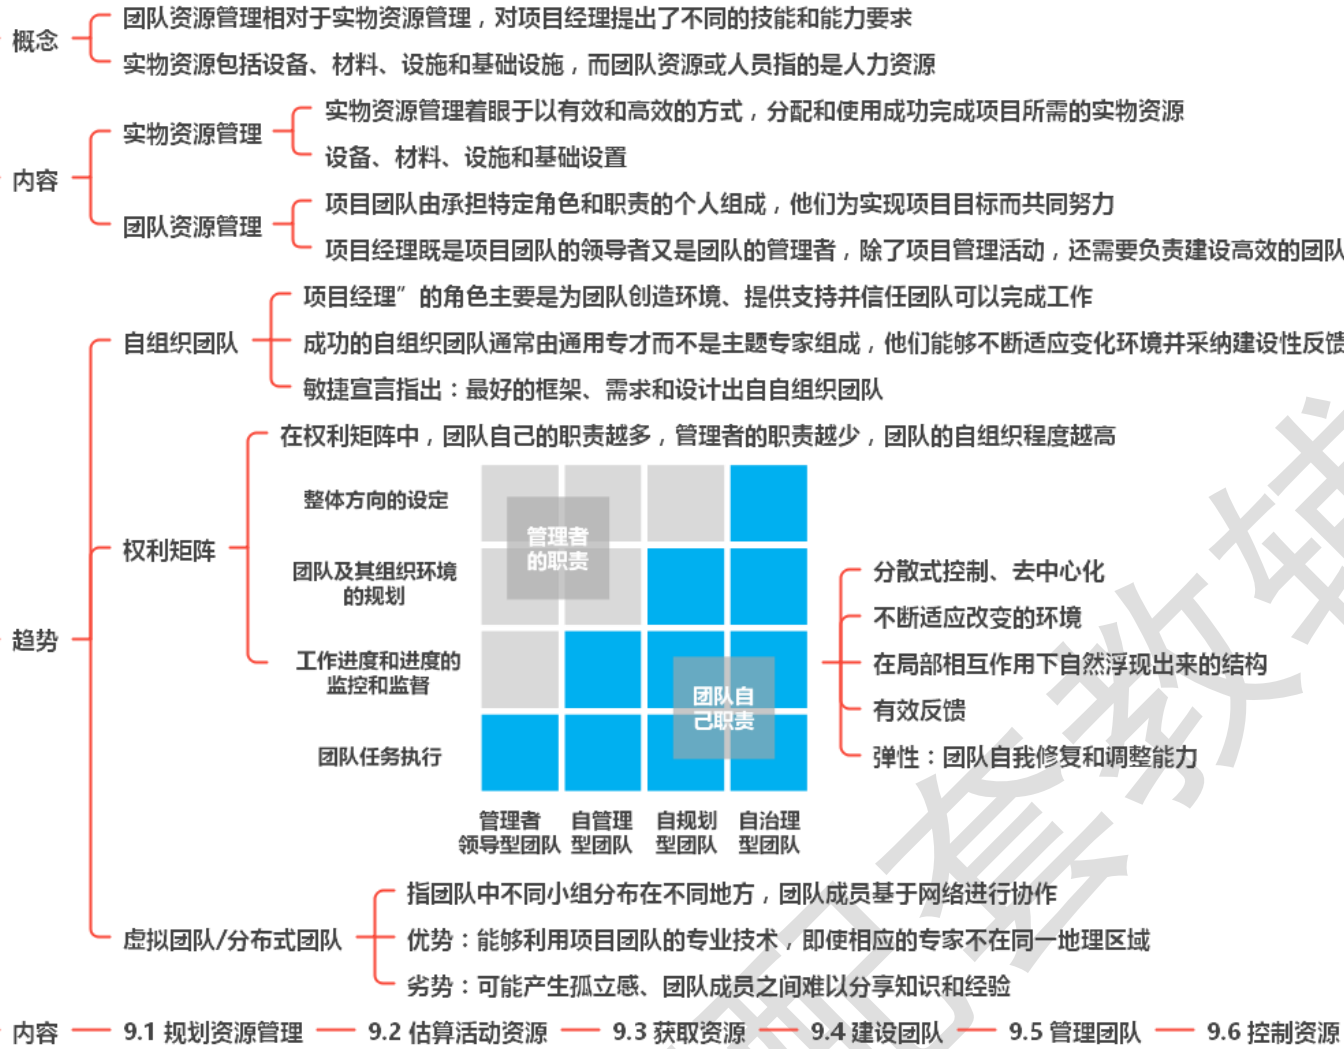 概念
团队资源管理相对于实物资源管理，对项目经理提出了不同的技能和能力要求
实物资源包括设备、材料、设施和基础设施，而团队资源或人员指的是人力资源
内容
实物资源管理
实物资源管理着眼于以有效和高效的方式，分配和使用成功完成项目所需的实物资源
设备、材料、设施和基础设置
团队资源管理
项目团队由承担特定角色和职责的个人组成，他们为实现项目目标而共同努力
项目经理既是项目团队的领导者又是团队的管理者，除了项目管理活动，还需要负责建设高效的团队
趋势
自组织团队
项目经理”的角色主要是为团队创造环境、提供支持并信任团队可以完成工作
成功的自组织团队通常由通用专才而不是主题专家组成，他们能够不断适应变化环境并采纳建设性反馈
敏捷宣言指出：最好的框架、需求和设计出自自组织团队
权利矩阵
在权利矩阵中，团队自己的职责越多，管理者的职责越少，团队的自组织程度越高
整体方向的设定
团队及其组织环境
的规划
工作进度和进度的
监控和监督
团队任务执行
管理者
的职责
团队自
己职责
管理者
领导型团队
自管理
型团队
自规划
型团队
自治理
型团队
分散式控制、去中心化
不断适应改变的环境
在局部相互作用下自然浮现出来的结构
有效反馈
弹性：团队自我修复和调整能力
虚拟团队/分布式团队
指团队中不同小组分布在不同地方，团队成员基于网络进行协作
优势：能够利用项目团队的专业技术，即使相应的专家不在同一地理区域
劣势：可能产生孤立感、团队成员之间难以分享知识和经验
内容 9.1 规划资源管理 9.2 估算活动资源 9.3 获取资源 9.4 建设团队 9.5 管理团队 9.6 控制资源
配套教辅